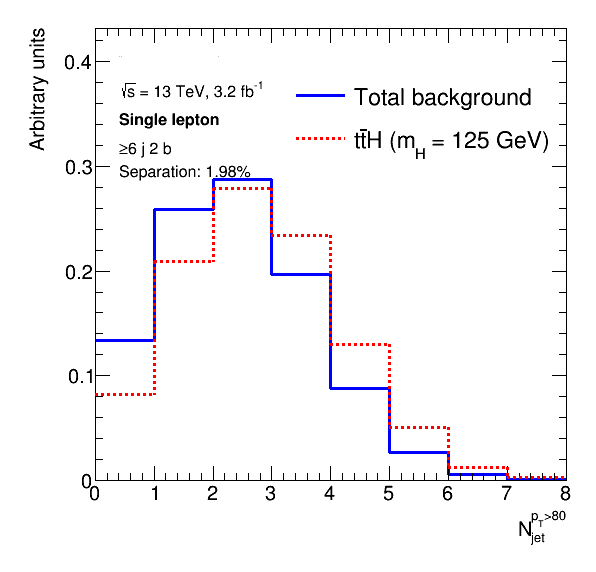 Arbitrary units
0.4
0.3
0.2
0.1
0
√s = 13 TeV, 3.2 fb⁻¹
Single lepton
≥6 j 2 b
Separation: 1.98%
Total background
tt̄H (m_H = 125 GeV)
0 1 2 3 4 5 6 7 8
N_jet^{p_T>80}